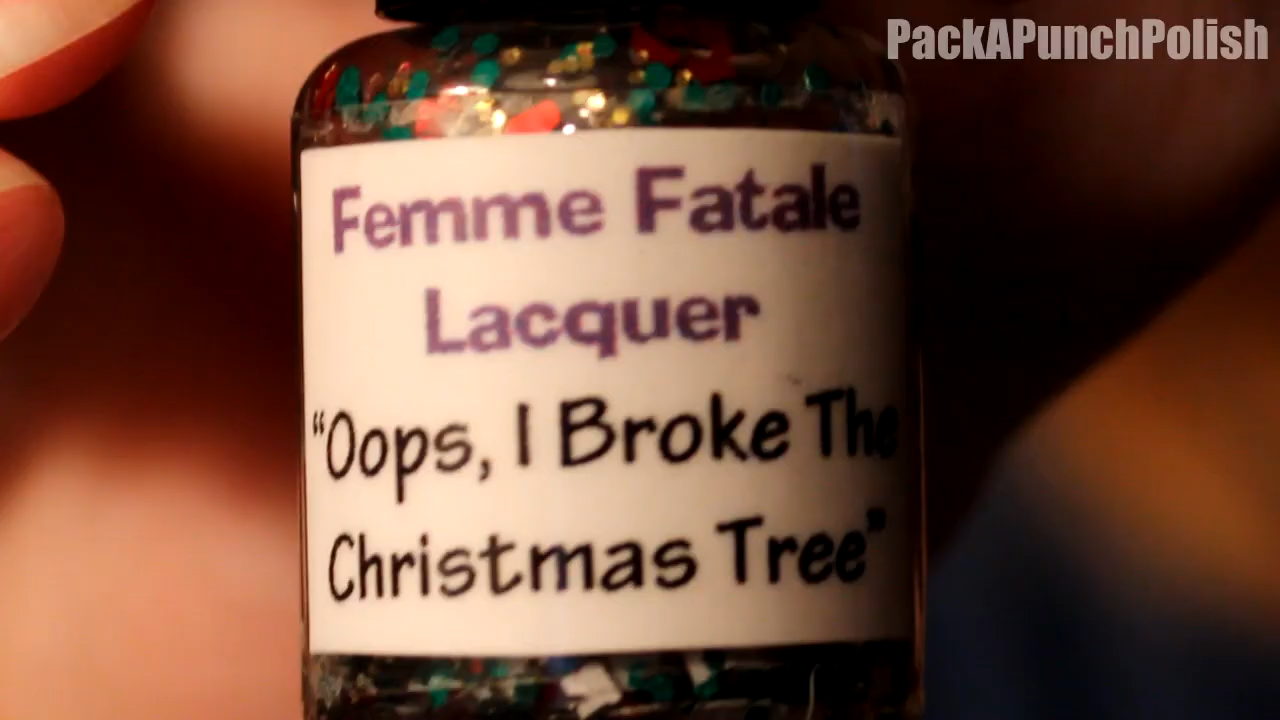 PackAPunchPolish
Femme Fatale
Lacquer
“Oops, I Broke The
Christmas Tree”